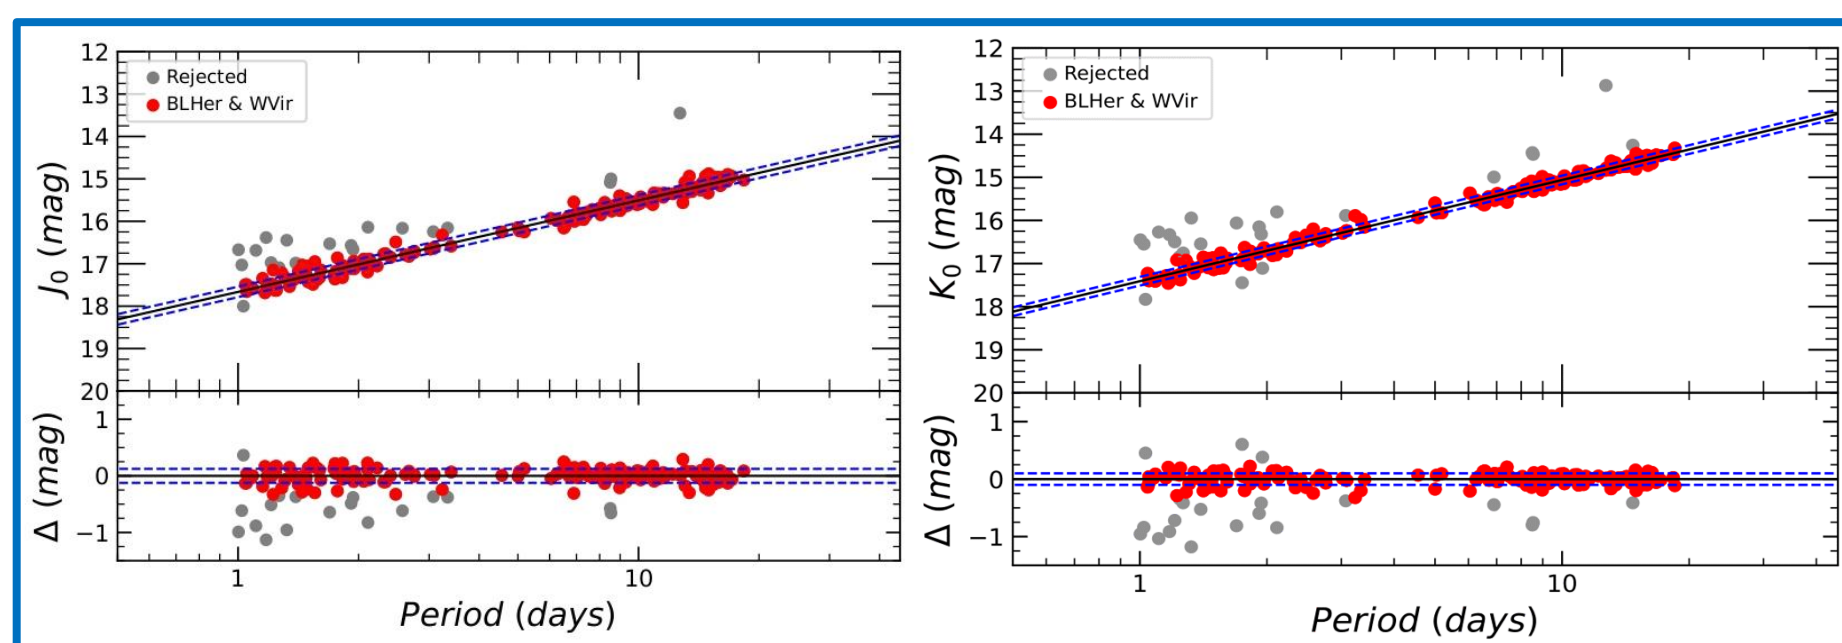 12
13
14
15
16
17
18
19
20
J₀ (mag)
Rejected
BLHer & WVir
1
0
−1
Δ (mag)
1
10
Period (days)
12
13
14
15
16
17
18
19
20
K₀ (mag)
Rejected
BLHer & WVir
1
0
−1
Δ (mag)
1
10
Period (days)